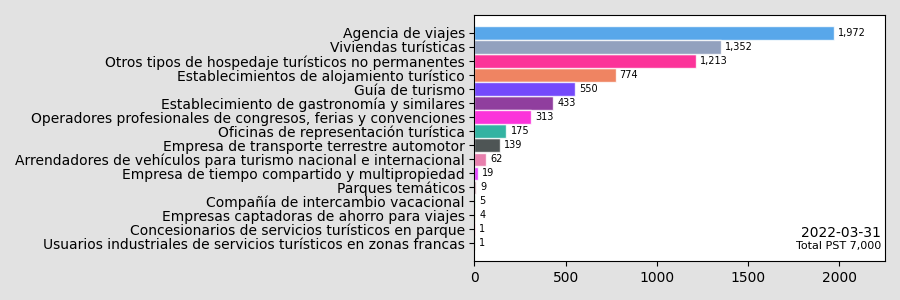 Agencia de viajes 1,972
Viviendas turísticas 1,352
Otros tipos de hospedaje turísticos no permanentes 1,213
Establecimientos de alojamiento turístico 774
Guía de turismo 550
Establecimiento de gastronomía y similares 433
Operadores profesionales de congresos, ferias y convenciones 313
Oficinas de representación turística 175
Empresa de transporte terrestre automotor 139
Arrendadores de vehículos para turismo nacional e internacional 62
Empresa de tiempo compartido y multipropiedad 19
Parques temáticos 9
Compañía de intercambio vacacional 5
Empresas captadoras de ahorro para viajes 4
Concesionarios de servicios turísticos en parque 1
Usuarios industriales de servicios turísticos en zonas francas 1
2022-03-31
Total PST 7,000
0 500 1000 1500 2000